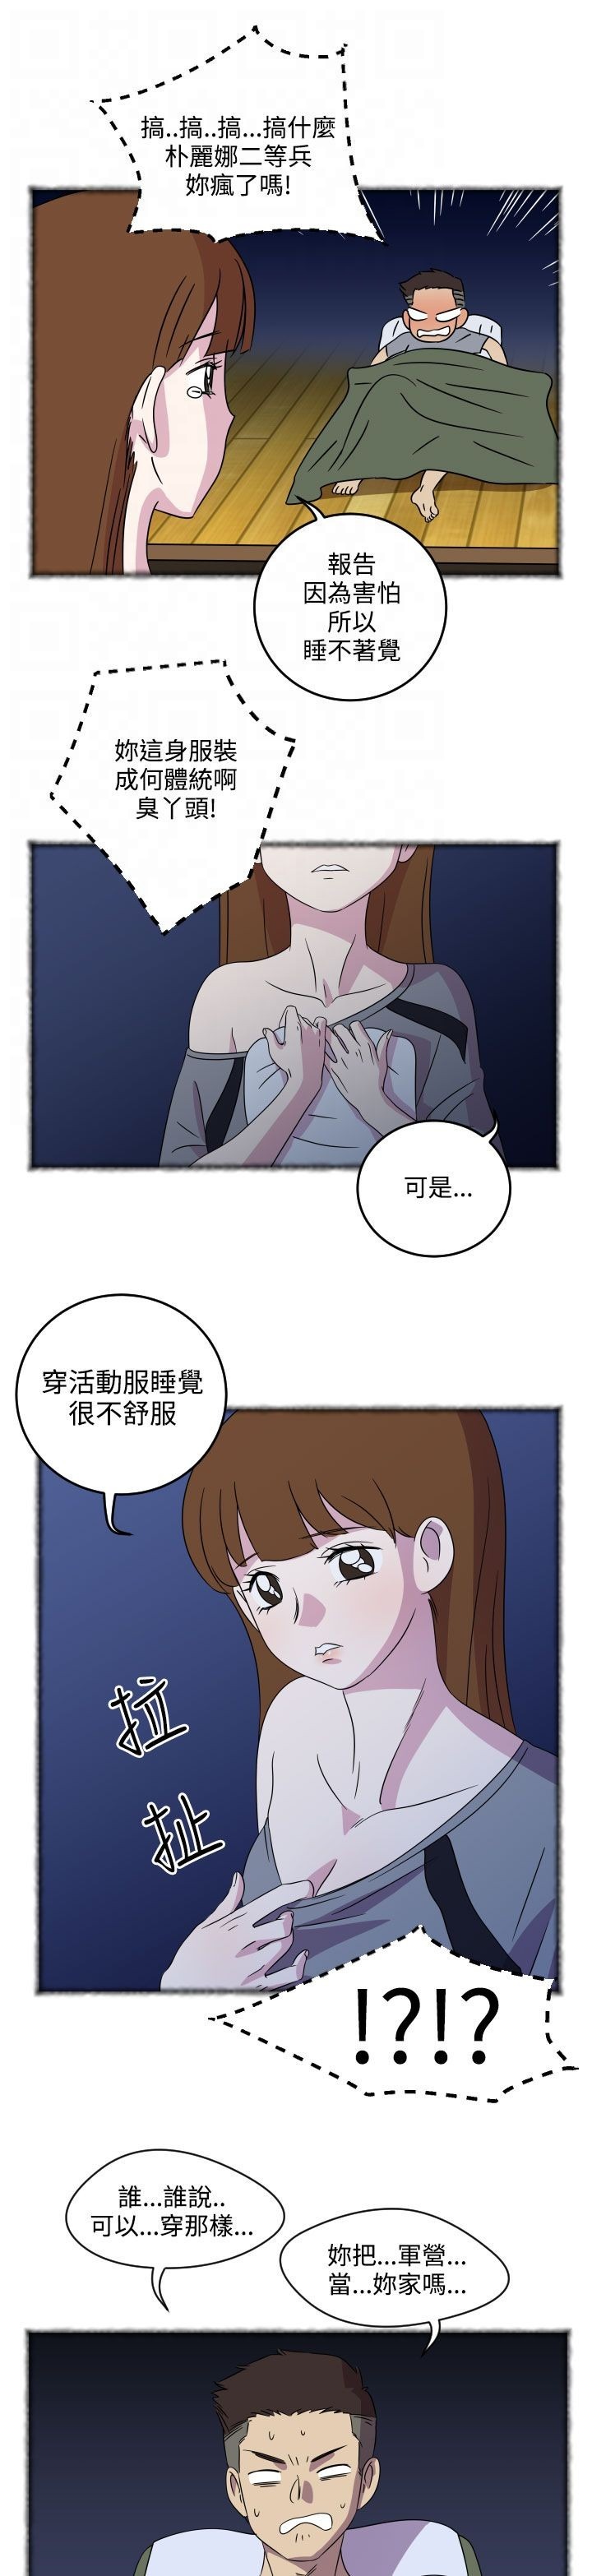 搞..搞..搞...搞什麼
朴麗娜二等兵
妳瘋了嗎!
報告
因為害怕
所以
睡不著覺
妳這身服裝
成何體統啊
臭丫頭!
可是...
穿活動服睡覺
很不舒服
拉
扯
!?!?
誰...誰說..
可以...穿那樣...
妳把...軍營...
當...妳家嗎...